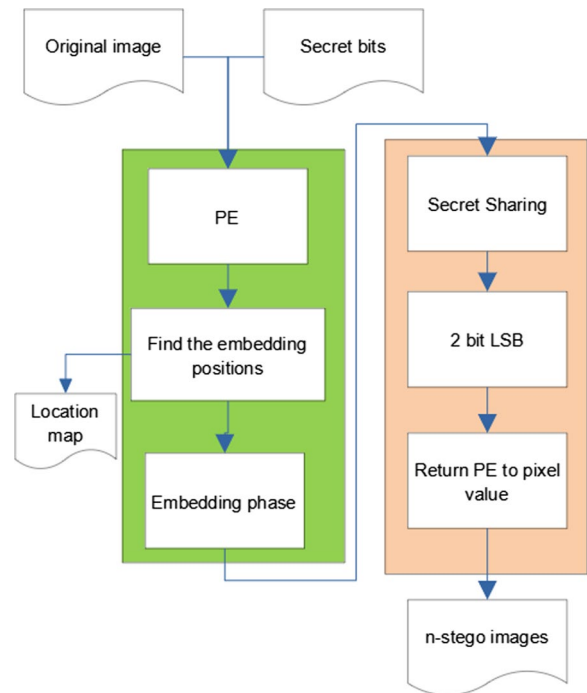 Original image
Secret bits
PE
Find the embedding
positions
Location
map
Embedding phase
Secret Sharing
2 bit LSB
Return PE to pixel
value
n-stego images